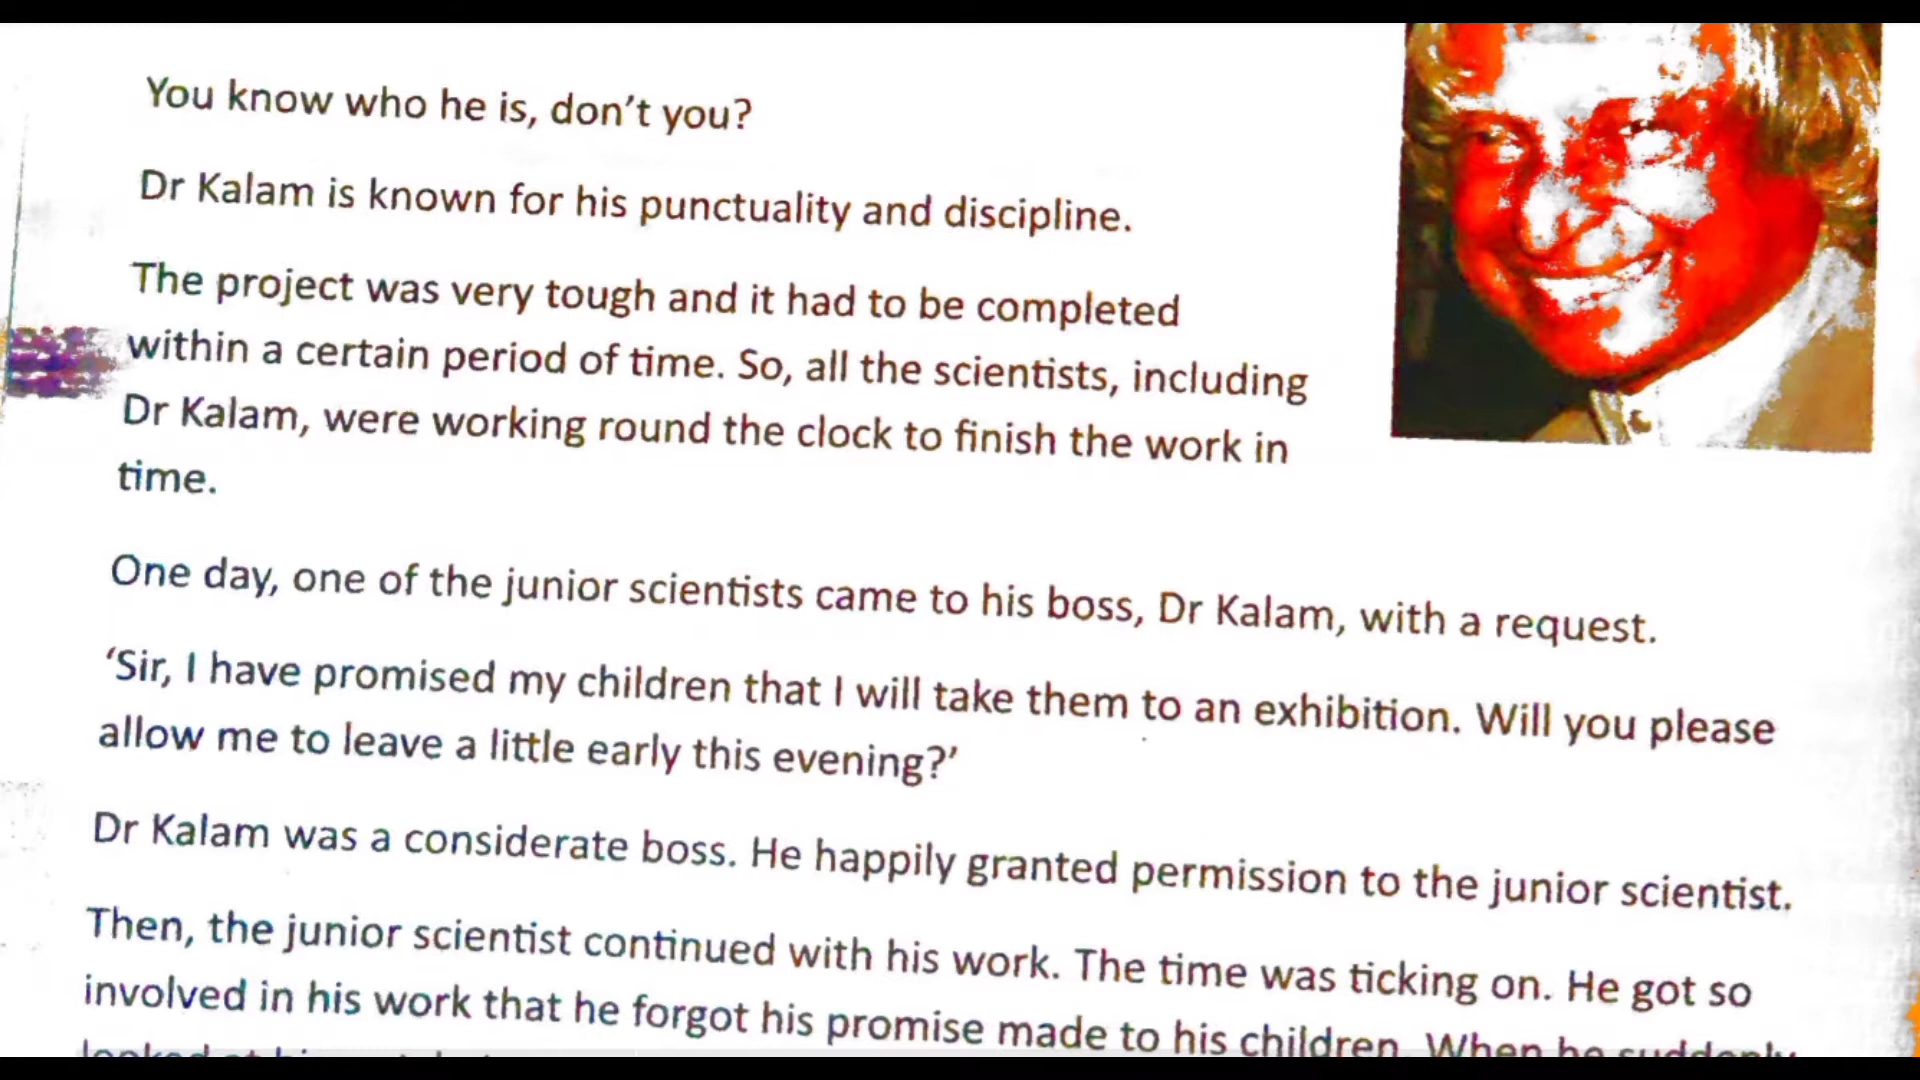 You know who he is, don't you?
Dr Kalam is known for his punctuality and discipline.
The project was very tough and it had to be completed
within a certain period of time. So, all the scientists, including
Dr Kalam, were working round the clock to finish the work in
time.
One day, one of the junior scientists came to his boss, Dr Kalam, with a request.
‘Sir, I have promised my children that I will take them to an exhibition. Will you please
allow me to leave a little early this evening?’
Dr Kalam was a considerate boss. He happily granted permission to the junior scientist.
Then, the junior scientist continued with his work. The time was ticking on. He got so
involved in his work that he forgot his promise made to his children. When he suddenly
looked at his